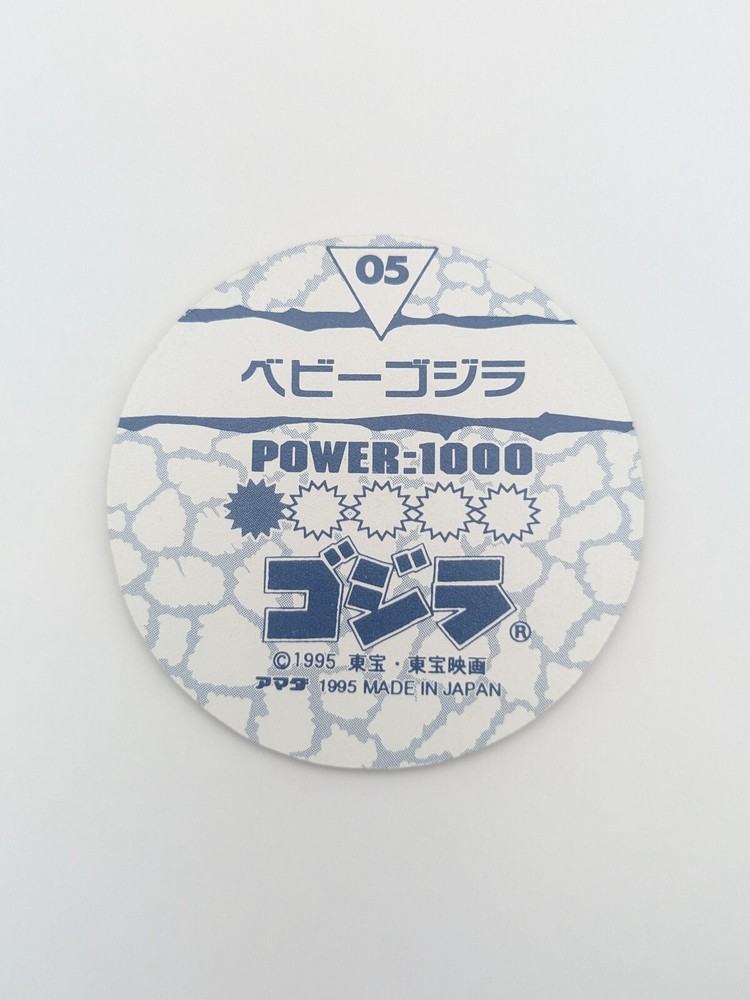 05
ベビーゴジラ
POWER-1000
ゴジラ®
©1995 東宝・東宝映画
アマダ 1995 MADE IN JAPAN